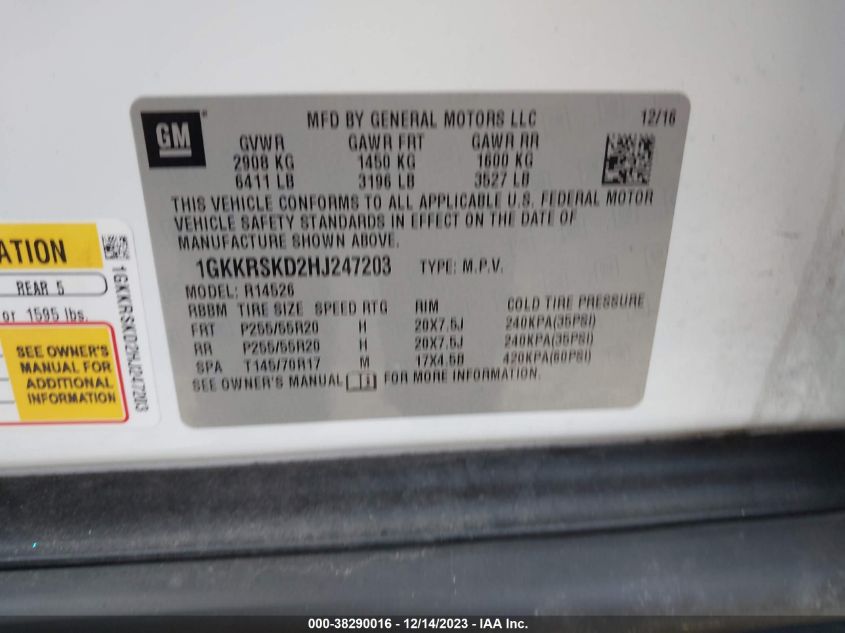 GM
MFD BY GENERAL MOTORS LLC 12/16
GVWR GAWR FRT GAWR RR
2908 KG 1450 KG 1600 KG
6411 LB 3196 LB 3527 LB
THIS VEHICLE CONFORMS TO ALL APPLICABLE U.S. FEDERAL MOTOR
VEHICLE SAFETY STANDARDS IN EFFECT ON THE DATE OF
MANUFACTURE SHOWN ABOVE.
1GKKRSKD2HJ247203 TYPE: M.P.V.
MODEL: R14526
RBBM TIRE SIZE SPEED RTG RIM COLD TIRE PRESSURE
FRT P255/55R20 H 20X7.5J 240KPA(35PSI)
RR P255/55R20 H 20X7.5J 240KPA(35PSI)
SPA T145/70R17 M 17X4.5B 420KPA(60PSI)
SEE OWNER'S MANUAL FOR MORE INFORMATION.
ATION
REAR 5
or 1595 lbs.
SEE OWNER'S
MANUAL FOR
ADDITIONAL
INFORMATION
1GKKRSKD2HJ247203
000-38290016 - 12/14/2023 - IAA Inc.